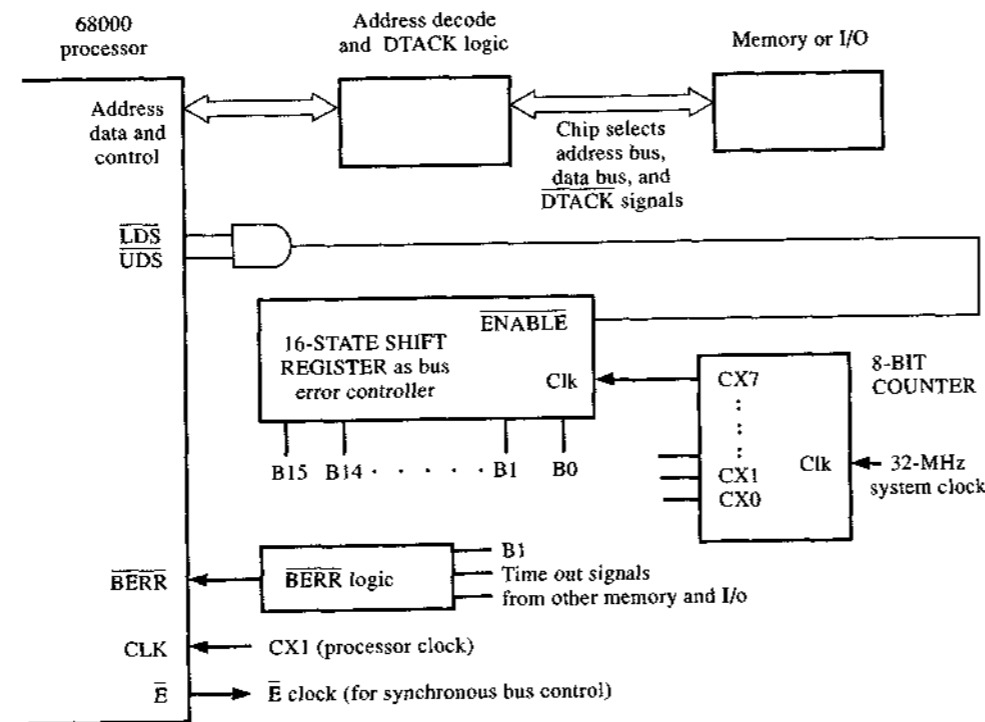 68000
processor
Address decode
and DTACK logic
Memory or I/O
Address
data and
control
Chip selects
address bus,
data bus, and
DTACK signals
LDS
UDS
ENABLE
16-STATE SHIFT
REGISTER as bus
error controller
Clk
B15 B14 . . . . . B1 B0
8-BIT
COUNTER
CX7
Clk
32-MHz
system clock
CX1
CX0
BERR
BERR logic
B1
Time out signals
from other memory and I/o
CLK
CX1 (processor clock)
E
E clock (for synchronous bus control)